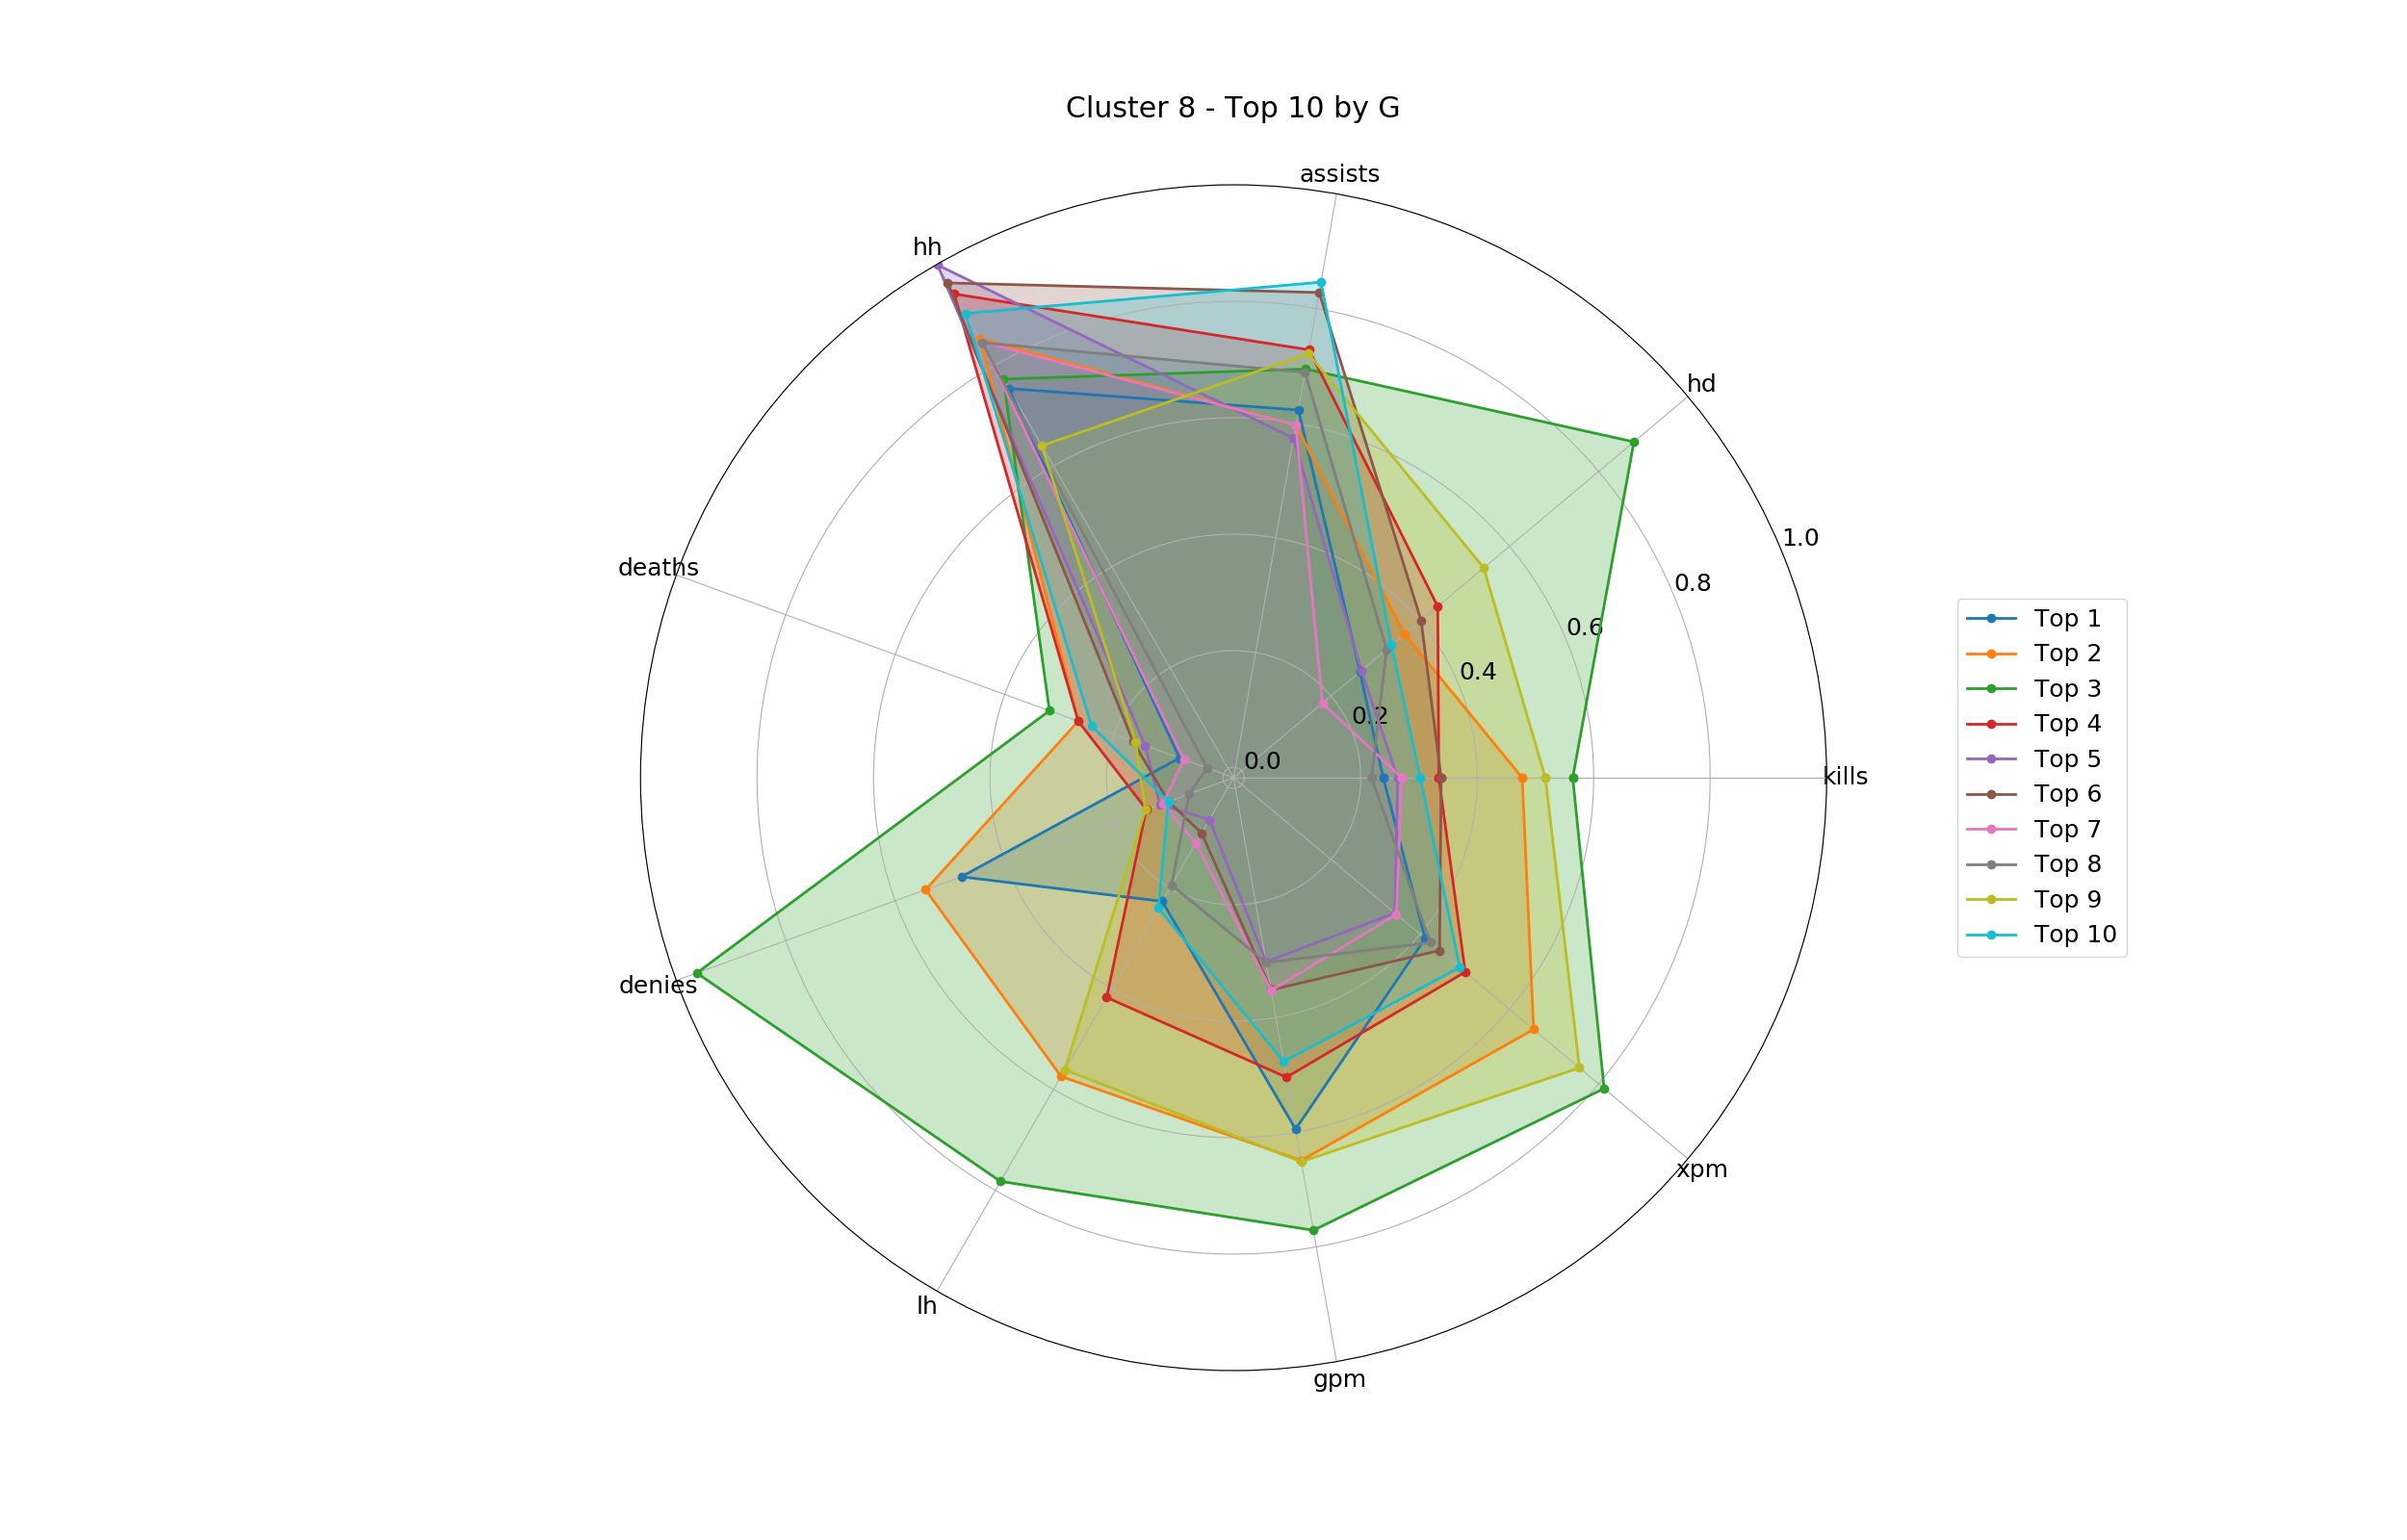 Cluster 8 - Top 10 by G
assists
hh
hd
1.0
deaths
0.8
0.6
0.4
0.2
0.0
kills
denies
xpm
lh
gpm
Top 1
Top 2
Top 3
Top 4
Top 5
Top 6
Top 7
Top 8
Top 9
Top 10